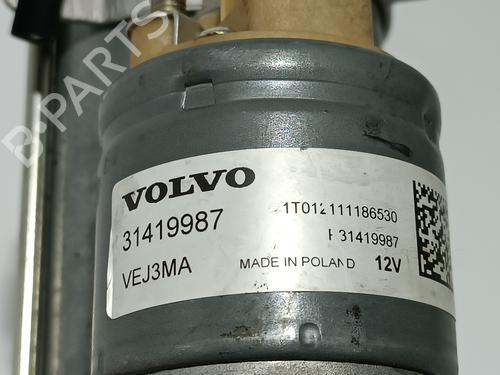 VOLVO
31419987
VEJ3MA
1T012111186530
P 31419987
MADE IN POLAND 12V
B-PARTS